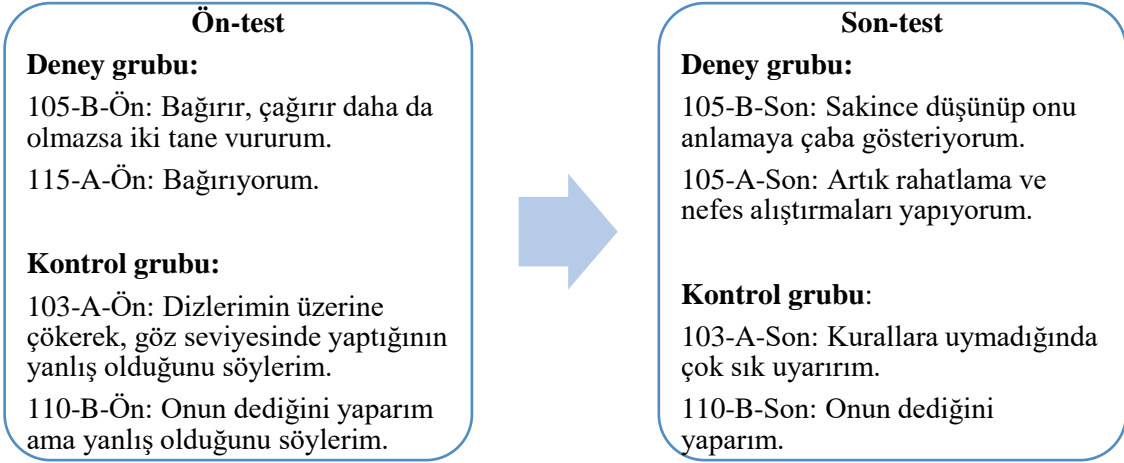 Ön-test
Deney grubu:
105-B-Ön: Bağırır, çağırır daha da
olmazsa iki tane vururum.
115-A-Ön: Bağırıyorum.
Kontrol grubu:
103-A-Ön: Dizlerimin üzerine
çökerek, göz seviyesinde yaptığının
yanlış olduğunu söylerim.
110-B-Ön: Onun dediğini yaparım
ama yanlış olduğunu söylerim.
Son-test
Deney grubu:
105-B-Son: Sakince düşünüp onu
anlamaya çaba gösteriyorum.
105-A-Son: Artık rahatlama ve
nefes alıştırmaları yapıyorum.
Kontrol grubu:
103-A-Son: Kurallara uymadığında
çok sık uyarırım.
110-B-Son: Onun dediğini
yaparım.